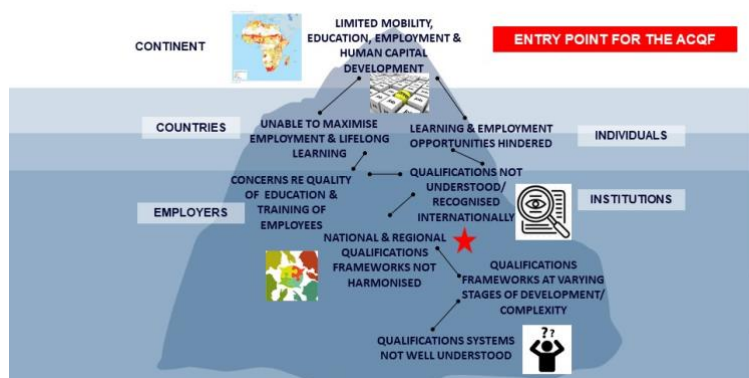 LIMITED MOBILITY,
EDUCATION, EMPLOYMENT &
HUMAN CAPITAL
DEVELOPMENT
CONTINENT
ENTRY POINT FOR THE ACQF
COUNTRIES
UNABLE TO MAXIMISE
EMPLOYMENT & LIFELONG
LEARNING
LEARNING & EMPLOYMENT
OPPORTUNITIES HINDERED
INDIVIDUALS
CONCERNS RE QUALITY
OF EDUCATION &
TRAINING OF
EMPLOYEES
QUALIFICATIONS NOT
UNDERSTOOD/
RECOGNISED
INTERNATIONALLY
EMPLOYERS
INSTITUTIONS
NATIONAL & REGIONAL
QUALIFICATIONS
FRAMEWORKS NOT
HARMONISED
QUALIFICATIONS
FRAMEWORKS AT VARYING
STAGES OF DEVELOPMENT/
COMPLEXITY
QUALIFICATIONS SYSTEMS
NOT WELL UNDERSTOOD
??